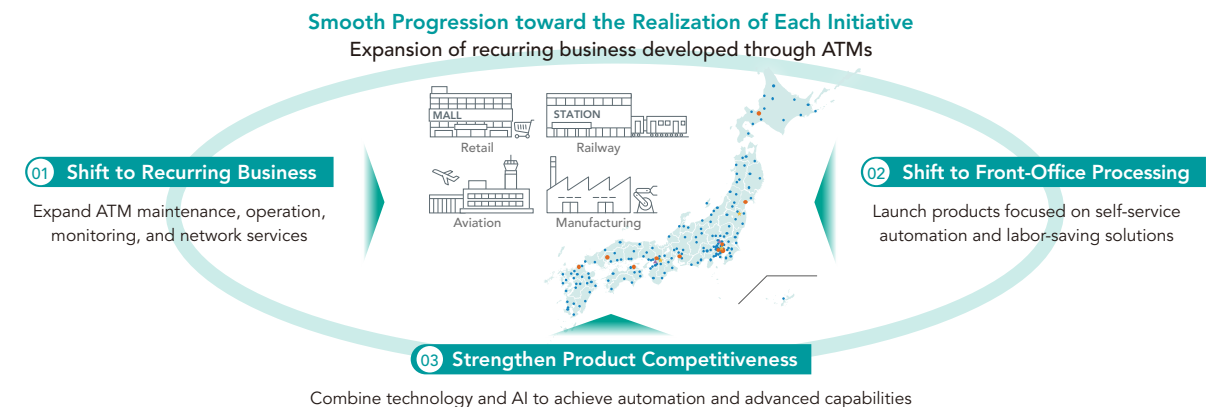 Smooth Progression toward the Realization of Each Initiative
Expansion of recurring business developed through ATMs
MALL
STATION
Retail
Railway
Aviation
Manufacturing
01 Shift to Recurring Business
Expand ATM maintenance, operation,
monitoring, and network services
02 Shift to Front-Office Processing
Launch products focused on self-service
automation and labor-saving solutions
03 Strengthen Product Competitiveness
Combine technology and AI to achieve automation and advanced capabilities